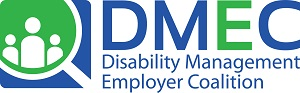 DMEC
Disability Management
Employer Coalition